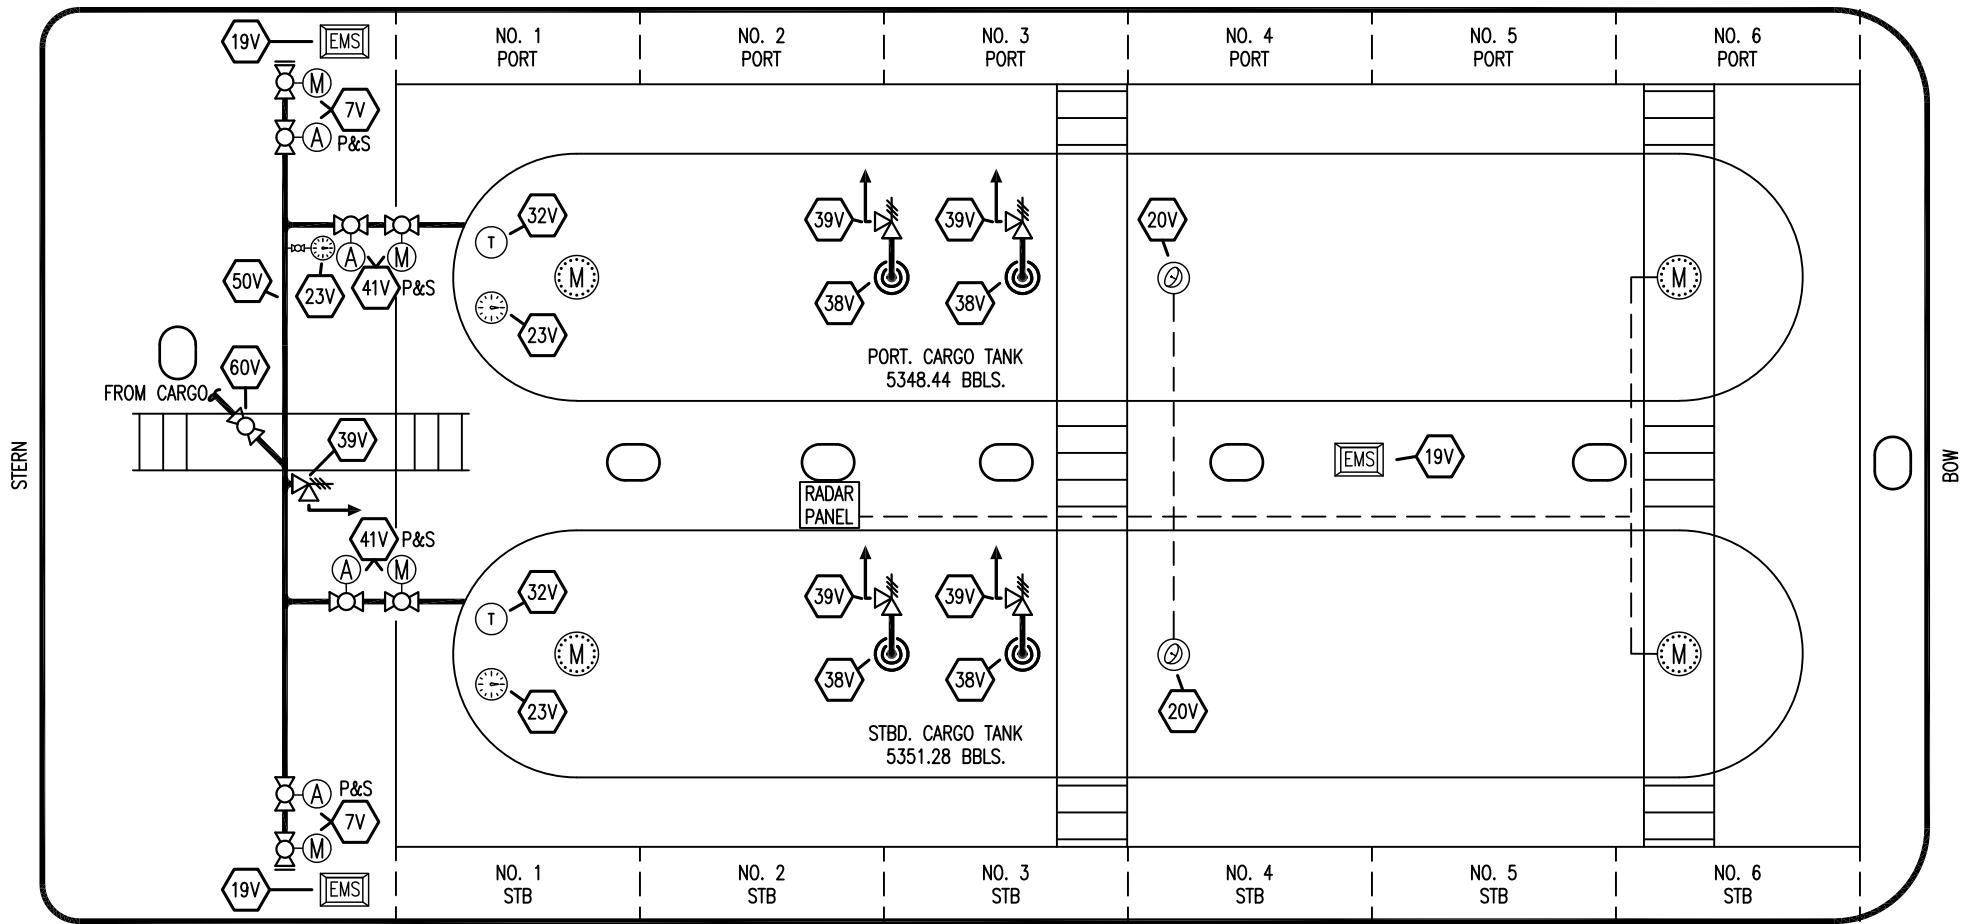 19V
EMS
NO. 1
PORT
NO. 2
PORT
NO. 3
PORT
NO. 4
PORT
NO. 5
PORT
NO. 6
PORT
M
7V
A
P&S
32V
T
39V
39V
20V
A
M
50V
23V
41V
P&S
M
38V
38V
M
23V
PORT. CARGO TANK
5348.44 BBLS.
60V
FROM CARGO
39V
STERN
EMS
19V
BOW
RADAR
PANEL
41V
P&S
A
M
32V
T
39V
39V
M
38V
38V
M
23V
20V
STBD. CARGO TANK
5351.28 BBLS.
A
P&S
7V
M
19V
EMS
NO. 1
STB
NO. 2
STB
NO. 3
STB
NO. 4
STB
NO. 5
STB
NO. 6
STB